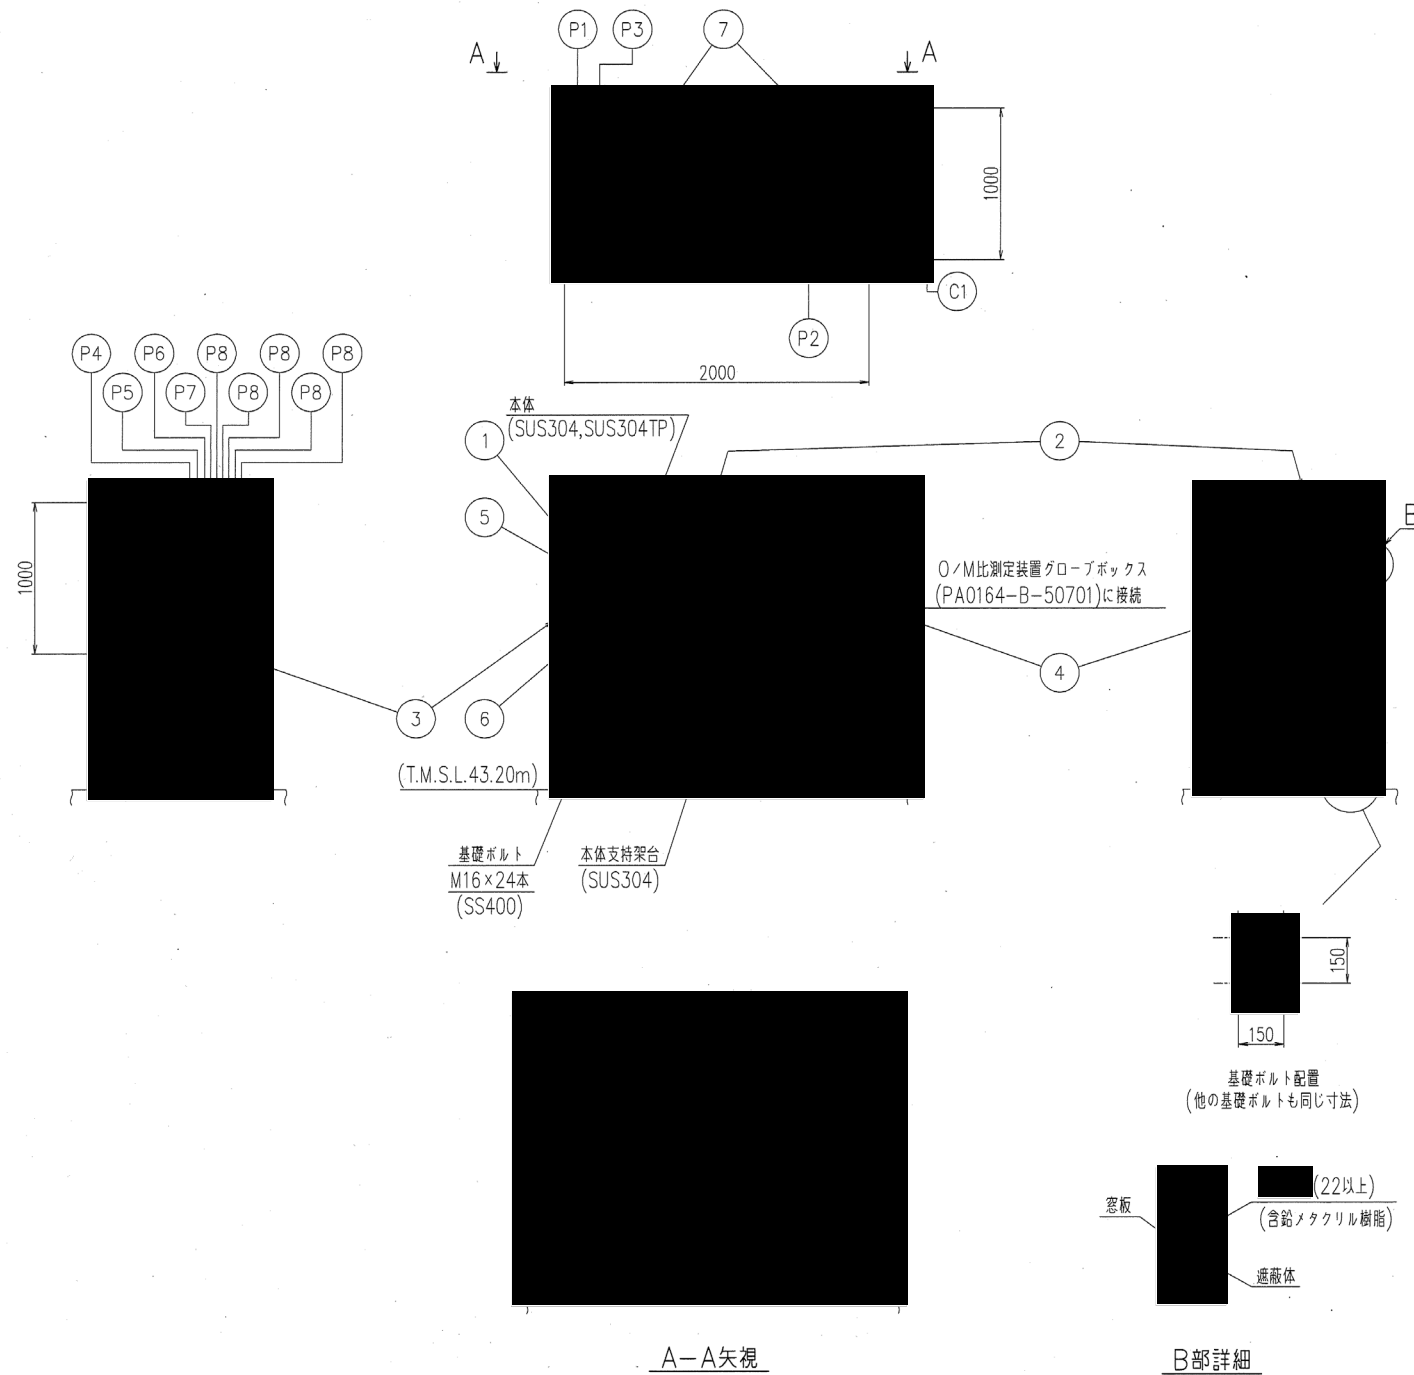 P1
P3
7
A
A
1000
C1
P2
2000
P4
P6
P8
P8
P8
P5
P7
P8
P8
本体
(SUS304,SUS304TP)
1
2
5
B
1000
O/M比測定装置グローブボックス
(PA0164-B-50701)に接続
4
3
6
(T.M.S.L.43.20m)
基礎ボルト
M16×24本
(SS400)
本体支持架台
(SUS304)
150
150
基礎ボルト配置
(他の基礎ボルトも同じ寸法)
窓板
(22以上)
(含鉛メタクリル樹脂)
遮蔽体
A-A矢視
B部詳細